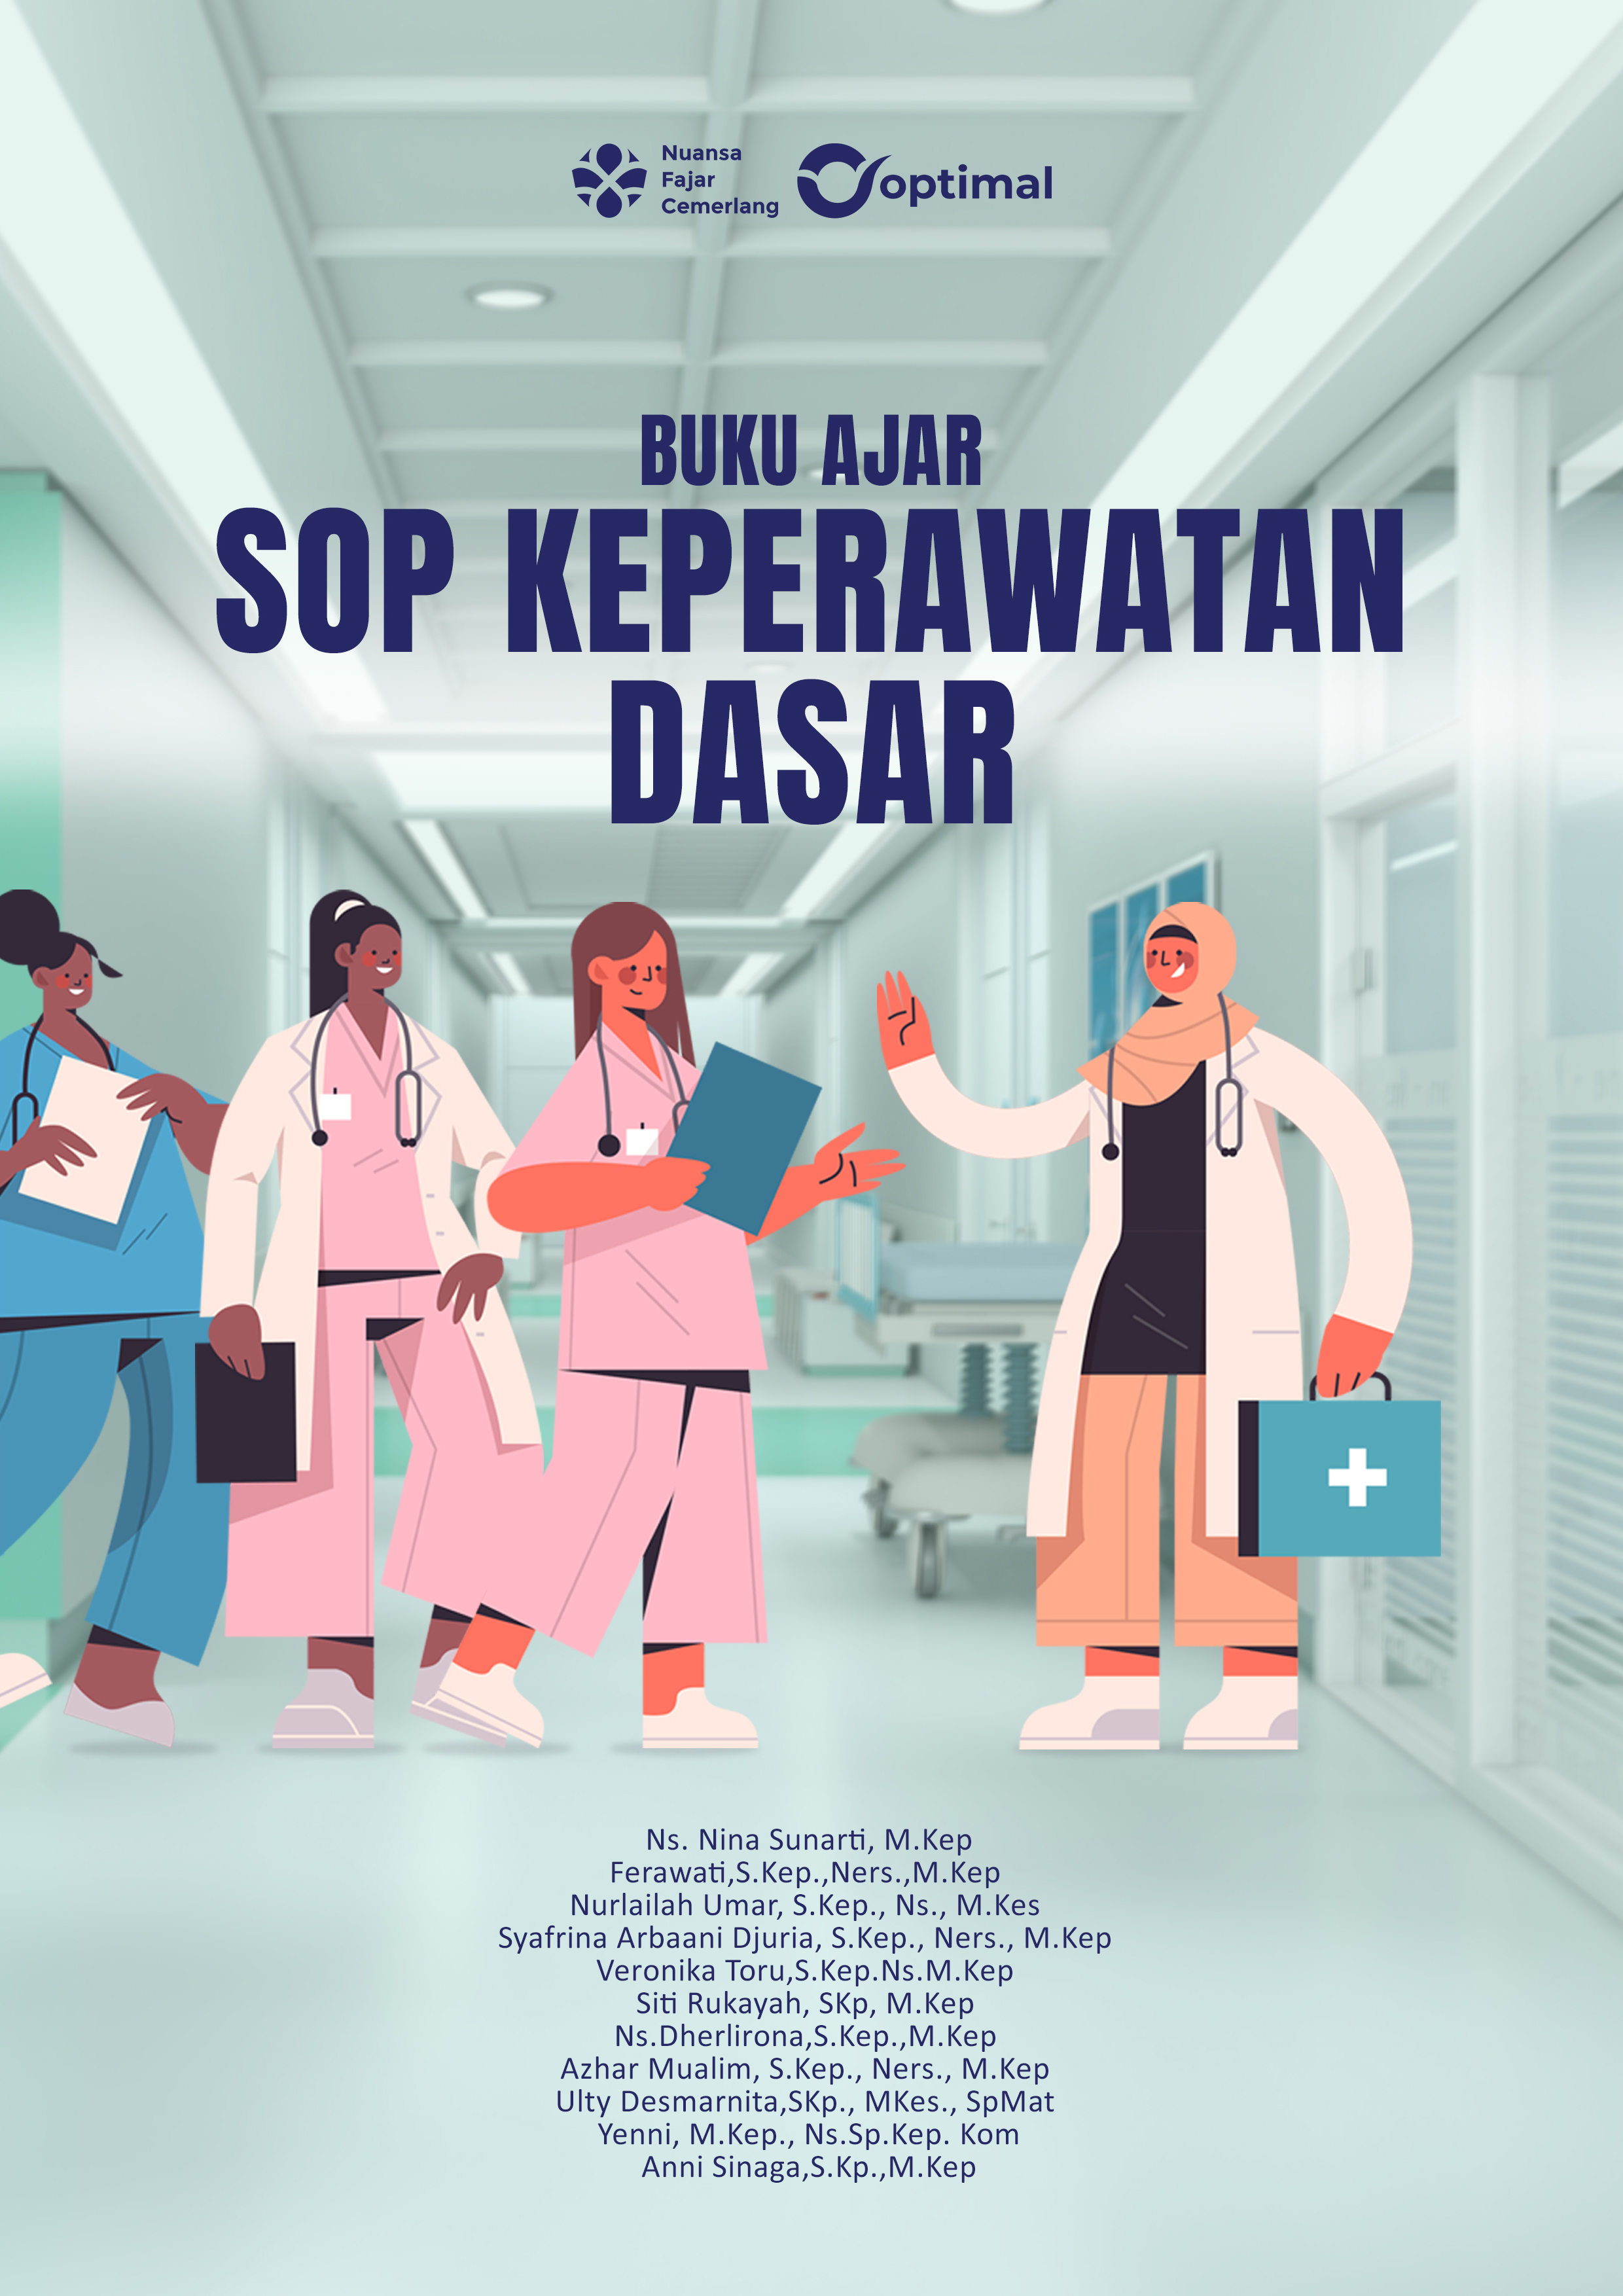 Nuansa
Fajar
Cemerlang
optimal
BUKU AJAR
SOP KEPERAWATAN
DASAR
Ns. Nina Sunarti, M.Kep
Ferawati,S.Kep.,Ners.,M.Kep
Nurlailah Umar, S.Kep., Ns., M.Kes
Syafrina Arbaani Djuria, S.Kep., Ners., M.Kep
Veronika Toru,S.Kep.Ns.M.Kep
Siti Rukayah, SKp, M.Kep
Ns.Dherlirona,S.Kep.,M.Kep
Azhar Mualim, S.Kep., Ners., M.Kep
Ulty Desmarnita,SKp., MKes., SpMat
Yenni, M.Kep., Ns.Sp.Kep. Kom
Anni Sinaga,S.Kp.,M.Kep